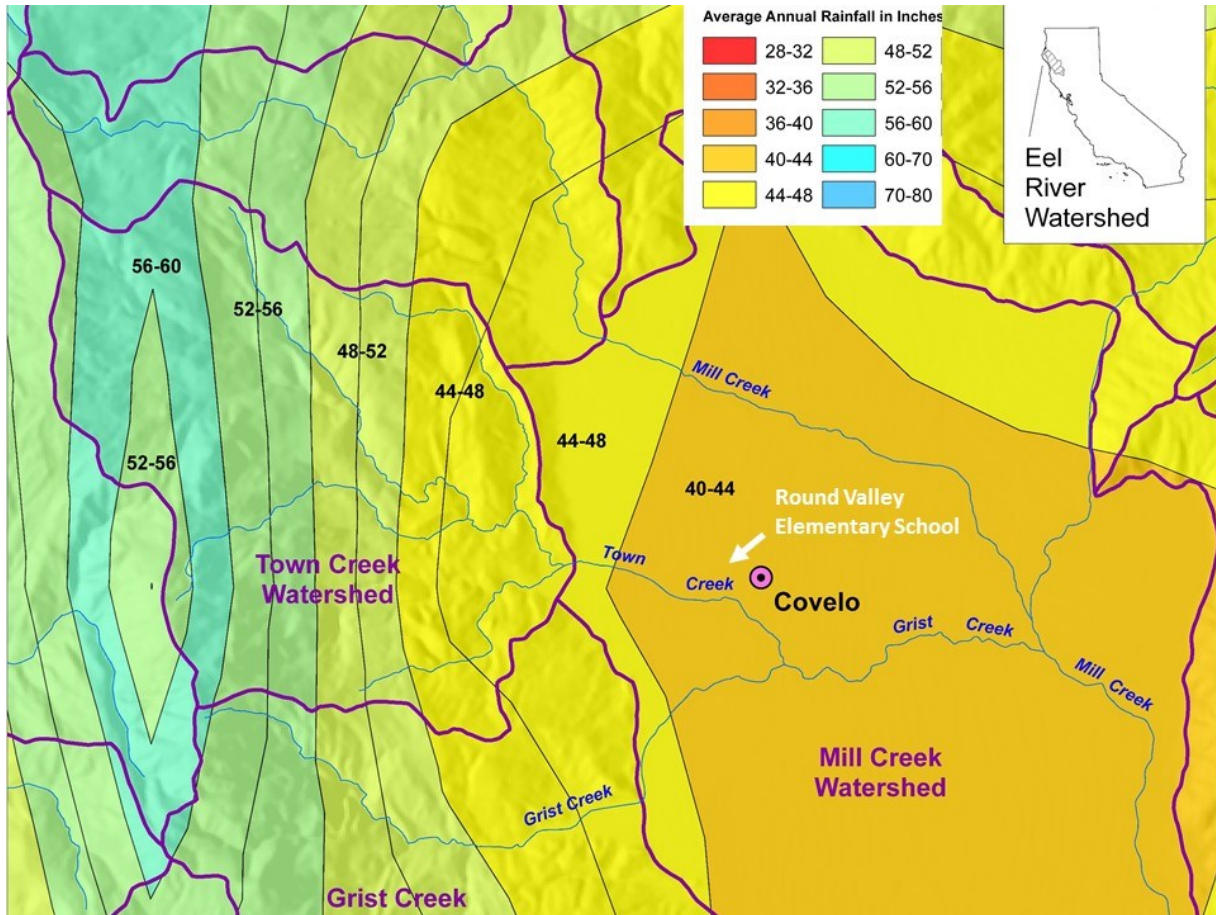 Average Annual Rainfall in Inches
28-32
48-52
32-36
52-56
36-40
56-60
40-44
60-70
44-48
70-80
Eel
River
Watershed
56-60
52-56
48-52
44-48
Mill Creek
44-48
52-56
40-44
Round Valley
Elementary School
Town Creek
Watershed
Town
Creek
Covelo
Grist Creek
Mill Creek
Mill Creek
Watershed
Grist Creek
Grist Creek